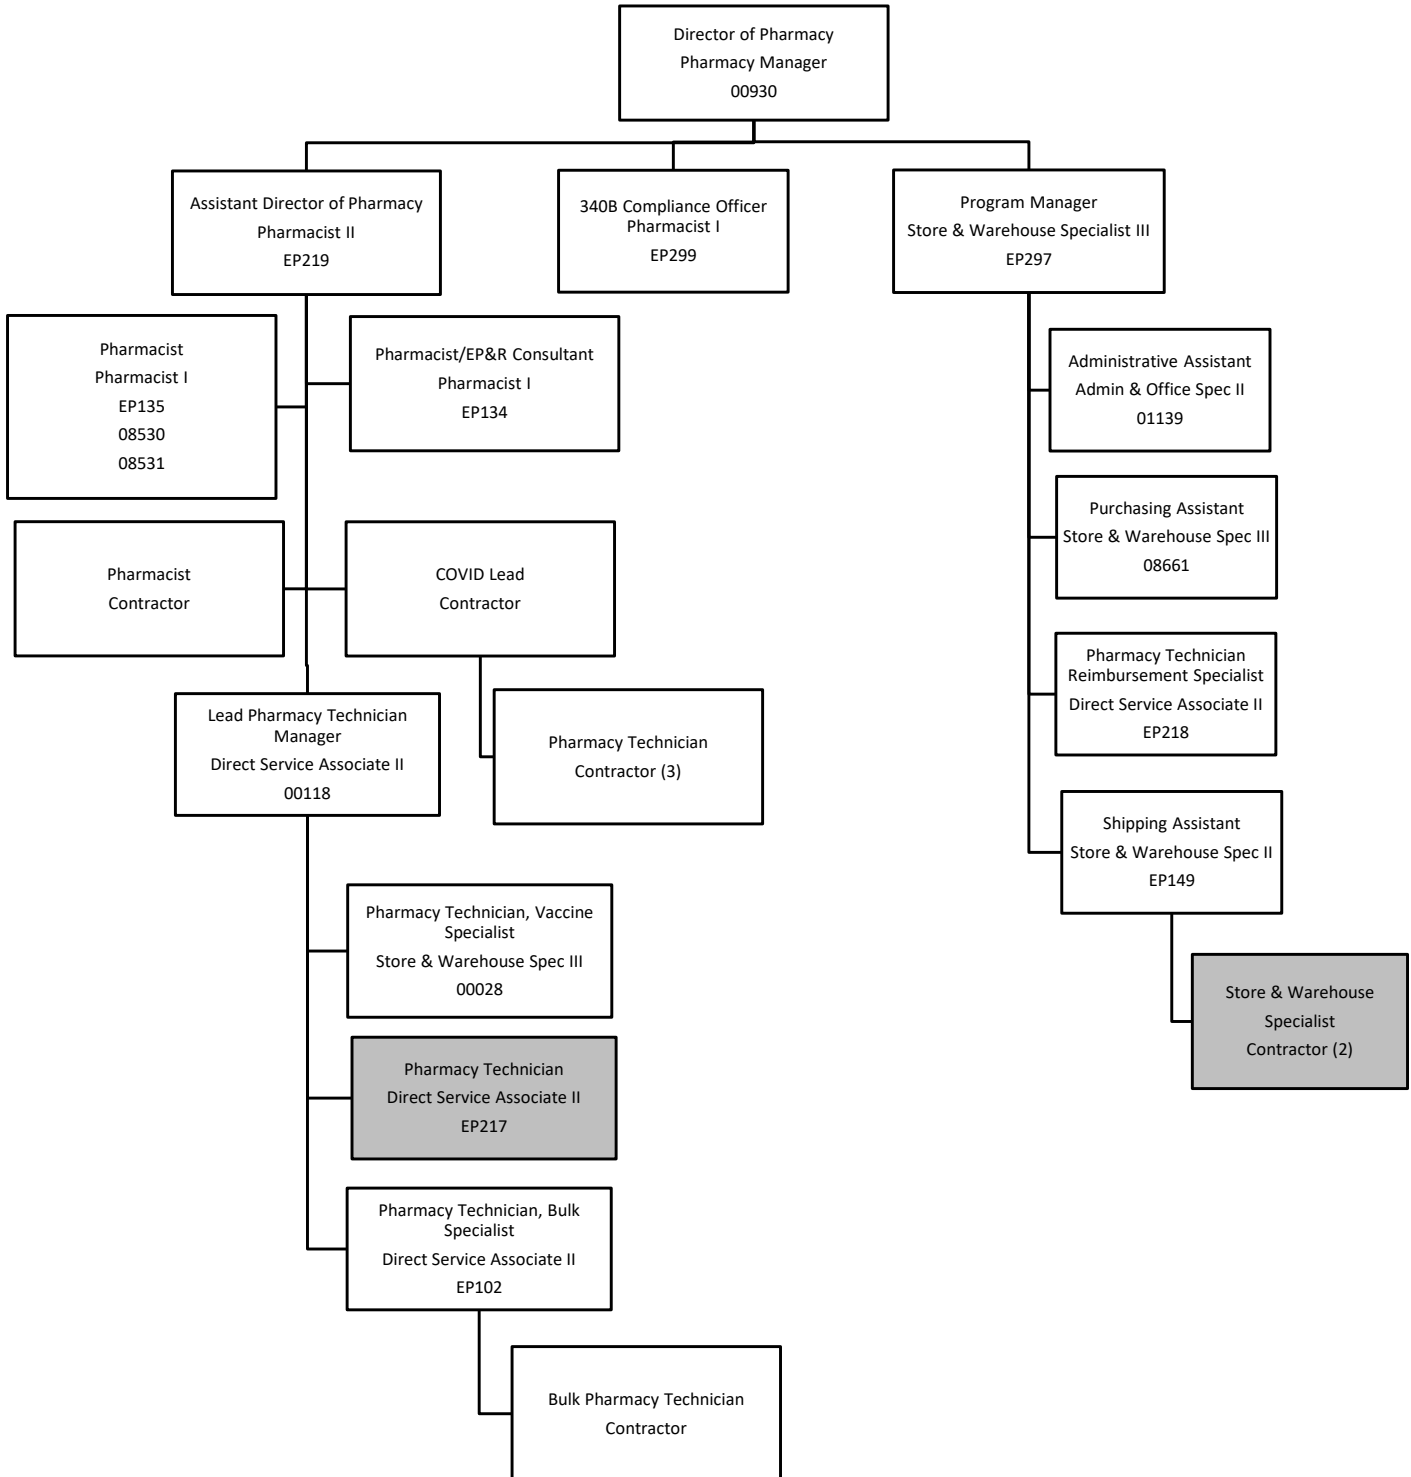 Director of Pharmacy
Pharmacy Manager
00930
Assistant Director of Pharmacy
Pharmacist II
EP219
340B Compliance Officer
Pharmacist I
EP299
Program Manager
Store & Warehouse Specialist III
EP297
Pharmacist
Pharmacist I
EP135
08530
08531
Pharmacist/EP&R Consultant
Pharmacist I
EP134
Administrative Assistant
Admin & Office Spec II
01139
Purchasing Assistant
Store & Warehouse Spec III
08661
Pharmacist
Contractor
COVID Lead
Contractor
Pharmacy Technician
Reimbursement Specialist
Direct Service Associate II
EP218
Lead Pharmacy Technician
Manager
Direct Service Associate II
00118
Pharmacy Technician
Contractor (3)
Shipping Assistant
Store & Warehouse Spec II
EP149
Pharmacy Technician, Vaccine
Specialist
Store & Warehouse Spec III
00028
Store & Warehouse
Specialist
Contractor (2)
Pharmacy Technician
Direct Service Associate II
EP217
Pharmacy Technician, Bulk
Specialist
Direct Service Associate II
EP102
Bulk Pharmacy Technician
Contractor